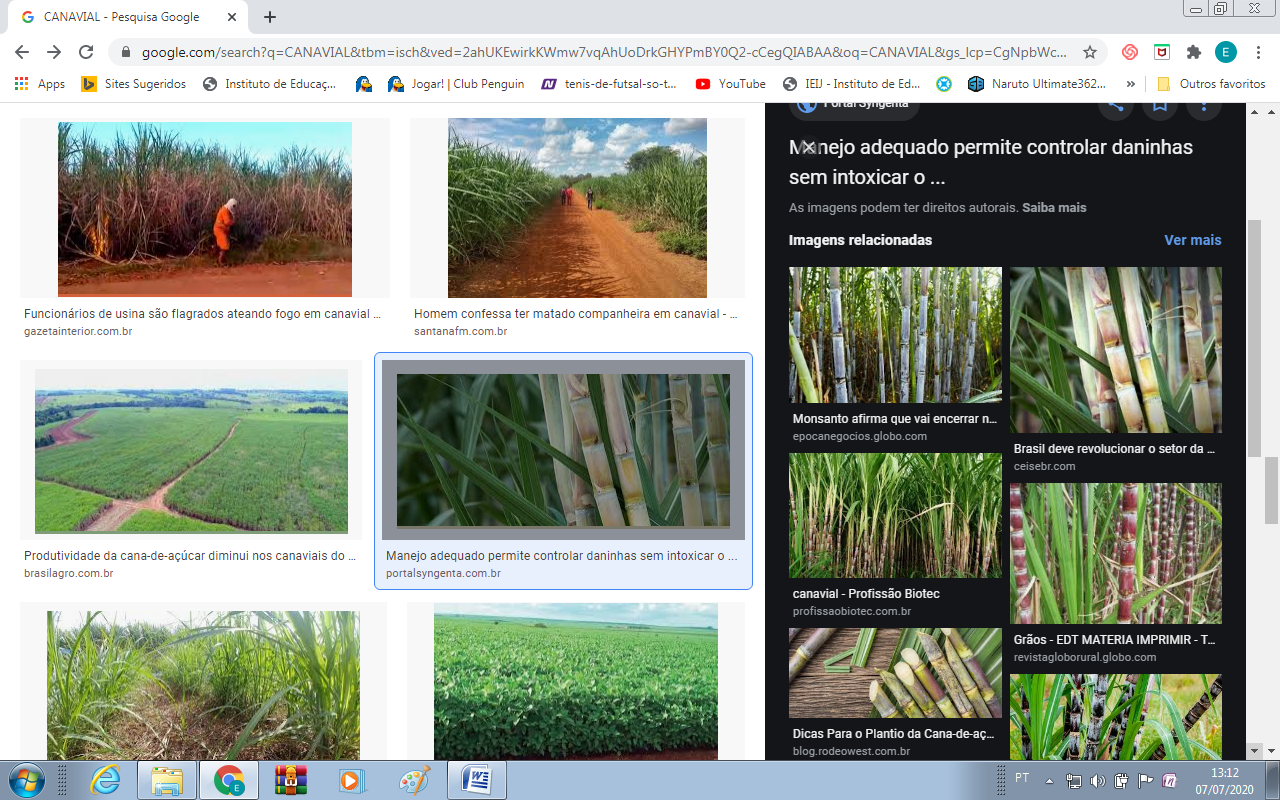 CANAVIAL - Pesquisa Google
google.com/search?q=CANAVIAL&tbm=isch&ved=2ahUKEwirkKWmw7vqAhUoDrkGHYPmBY0Q2-cCegQIABAA&oq=CANAVIAL&gs_lcp=CgNpbWc...
E
Apps
Sites Sugeridos
Instituto de Educaç...
Jogar! | Club Penguin
tenis-de-futsal-so-t...
YouTube
IEIJ - Instituto de Ed...
Naruto Ultimate362...
»
Outros favoritos
Funcionários de usina são flagrados ateando fogo em canavial ...
gazetainterior.com.br
Homem confessa ter matado companheira em canavial - ...
santanafm.com.br
Produtividade da cana-de-açúcar diminui nos canaviais do ...
brasilagro.com.br
Manejo adequado permite controlar daninhas sem intoxicar o ...
portalsyngenta.com.br
Portal Syngenta
Manejo adequado permite controlar daninhas
sem intoxicar o ...
As imagens podem ter direitos autorais. Saiba mais
Imagens relacionadas
Ver mais
Monsanto afirma que vai encerrar n...
epocanegocios.globo.com
Brasil deve revolucionar o setor da ...
ceisebr.com
canavial - Profissão Biotec
profissaobiotec.com.br
Grãos - EDT MATERIA IMPRIMIR - T...
revistagloborural.globo.com
Dicas Para o Plantio da Cana-de-aç...
blog.rodeowest.com.br
PT
13:12
07/07/2020